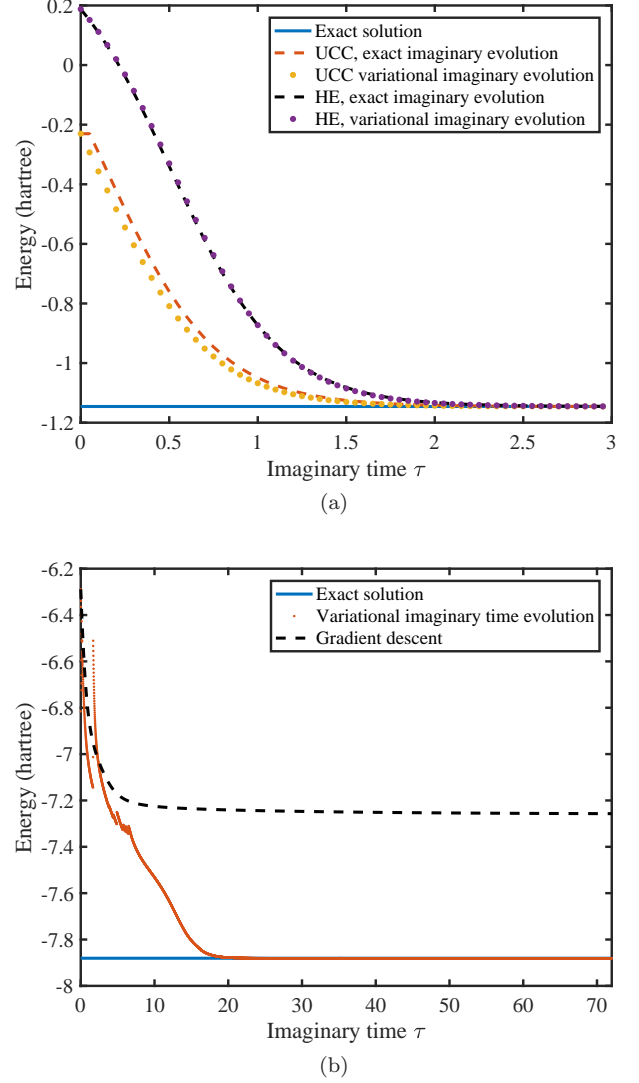 0.2
0
-0.2
-0.4
-0.6
-0.8
-1
-1.2
Energy (hartree)
Exact solution
UCC, exact imaginary evolution
UCC variational imaginary evolution
HE, exact imaginary evolution
HE, variational imaginary evolution
0 0.5 1 1.5 2 2.5 3
Imaginary time τ
(a)
-6.2
-6.4
-6.6
-6.8
-7
-7.2
-7.4
-7.6
-7.8
-8
Energy (hartree)
Exact solution
Variational imaginary time evolution
Gradient descent
0 10 20 30 40 50 60 70
Imaginary time τ
(b)